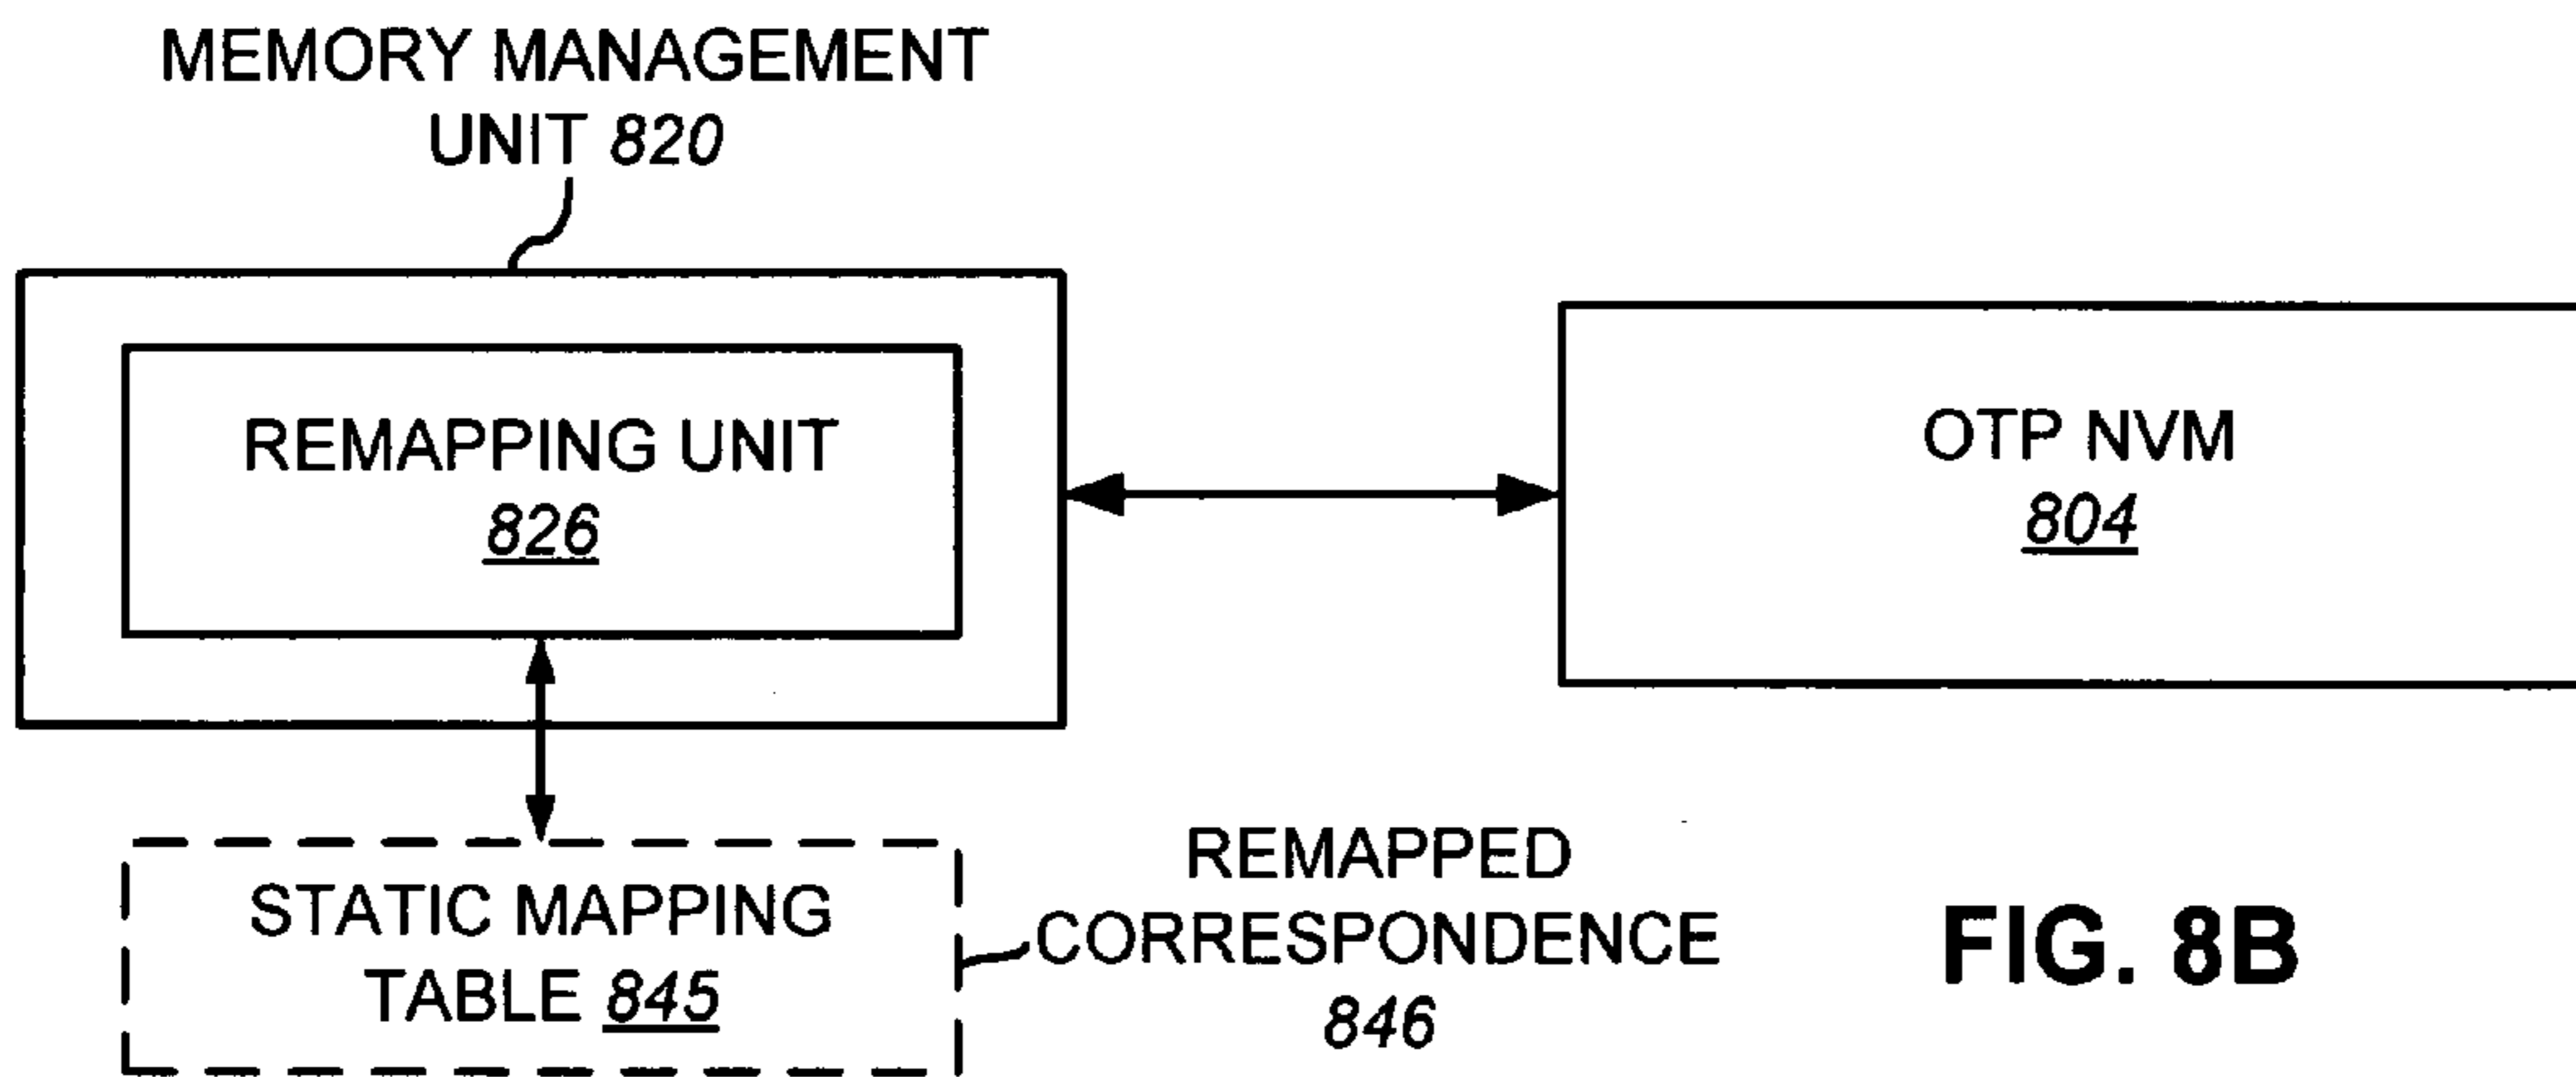 MEMORY MANAGEMENT
UNIT 820
REMAPPING UNIT
826
OTP NVM
804
STATIC MAPPING
TABLE 845
REMAPPED
CORRESPONDENCE
846
FIG. 8B